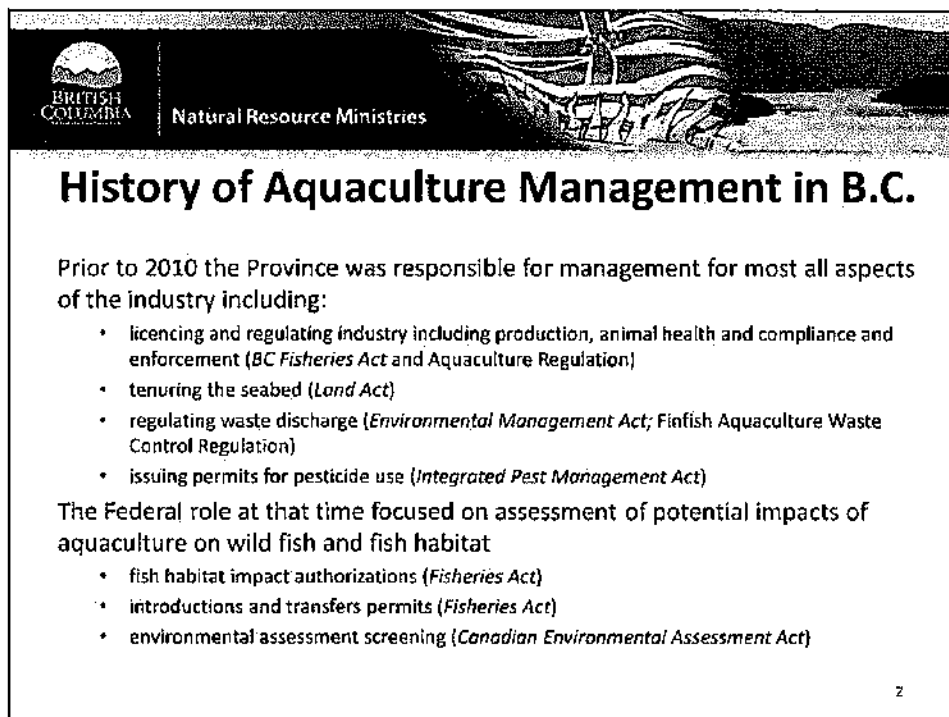 BRITISH
COLUMBIA
Natural Resource Ministries
History of Aquaculture Management in B.C.
Prior to 2010 the Province was responsible for management for most all aspects
of the industry including:
• licencing and regulating industry including production, animal health and compliance and
enforcement (BC Fisheries Act and Aquaculture Regulation)
• tenuring the seabed (Land Act)
• regulating waste discharge (Environmental Management Act; Finfish Aquaculture Waste
Control Regulation)
• issuing permits for pesticide use (Integrated Pest Management Act)
The Federal role at that time focused on assessment of potential impacts of
aquaculture on wild fish and fish habitat
• fish habitat impact authorizations (Fisheries Act)
• introductions and transfers permits (Fisheries Act)
• environmental assessment screening (Canadian Environmental Assessment Act)
2